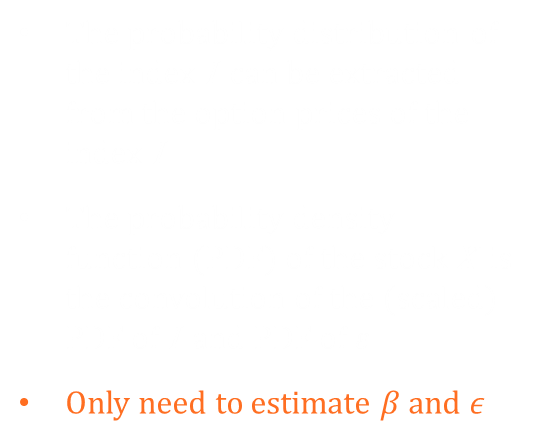 • Only need to estimate β and ϵ